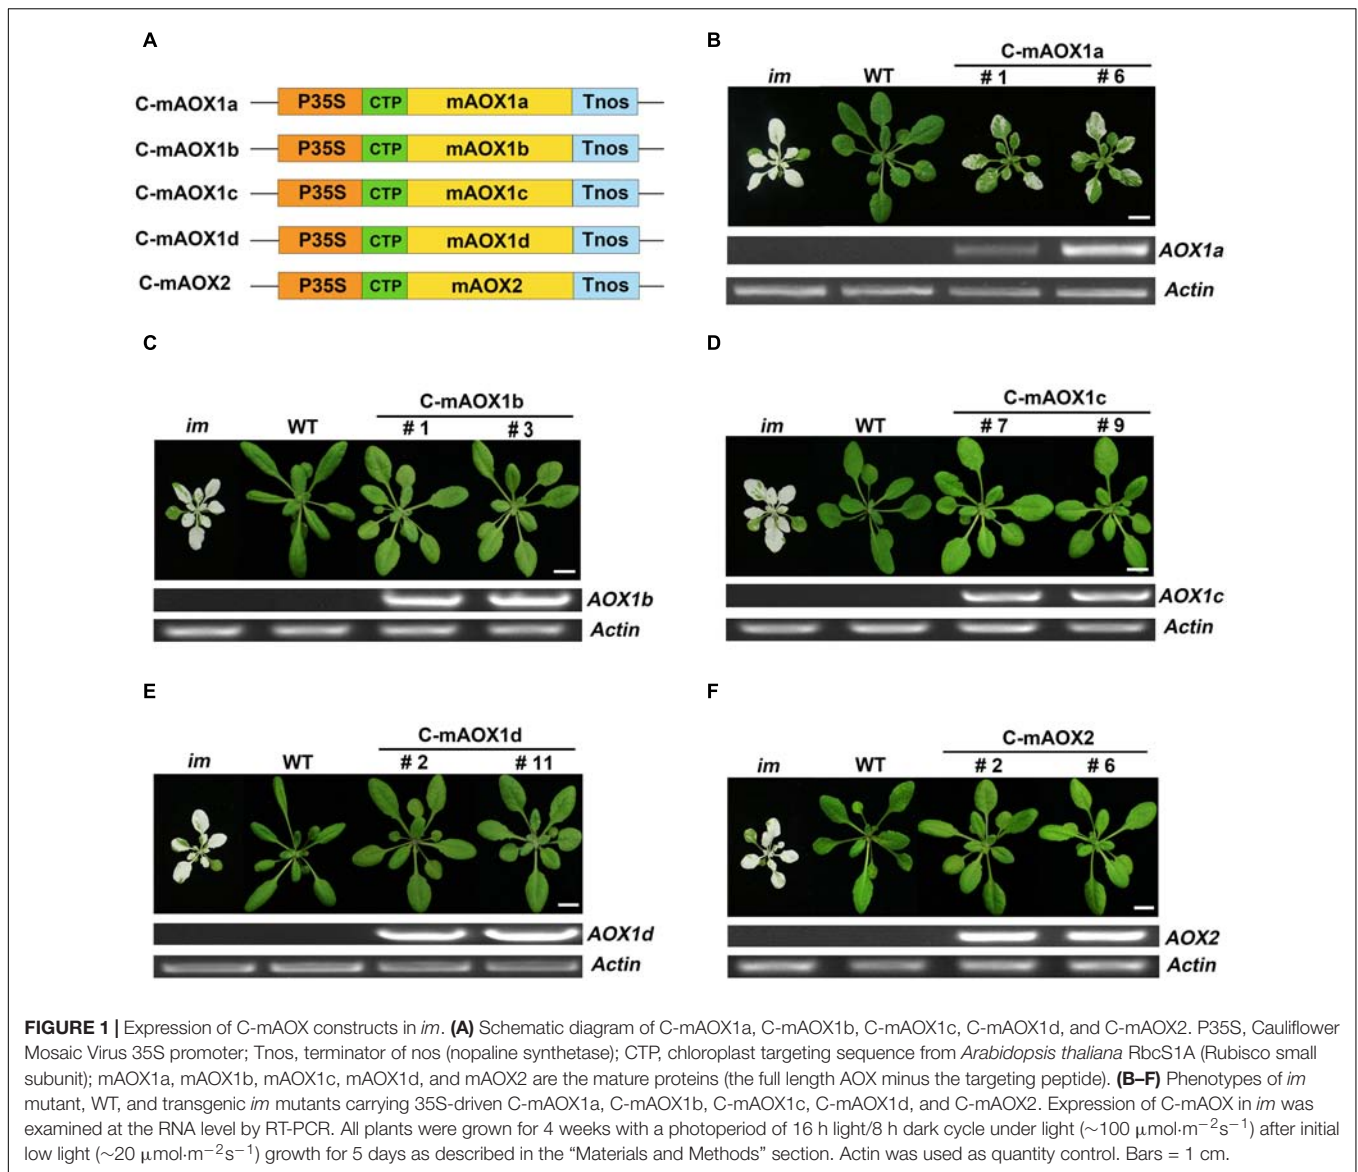 A
C-mAOX1a P35S CTP mAOX1a Tnos
C-mAOX1b P35S CTP mAOX1b Tnos
C-mAOX1c P35S CTP mAOX1c Tnos
C-mAOX1d P35S CTP mAOX1d Tnos
C-mAOX2 P35S CTP mAOX2 Tnos
B
C-mAOX1a
im WT # 1 # 6
AOX1a
Actin
C
C-mAOX1b
im WT # 1 # 3
AOX1b
Actin
D
C-mAOX1c
im WT # 7 # 9
AOX1c
Actin
E
C-mAOX1d
im WT # 2 # 11
AOX1d
Actin
F
C-mAOX2
im WT # 2 # 6
AOX2
Actin
FIGURE 1 | Expression of C-mAOX constructs in im. (A) Schematic diagram of C-mAOX1a, C-mAOX1b, C-mAOX1c, C-mAOX1d, and C-mAOX2. P35S, Cauliflower
Mosaic Virus 35S promoter; Tnos, terminator of nos (nopaline synthetase); CTP, chloroplast targeting sequence from Arabidopsis thaliana RbcS1A (Rubisco small
subunit); mAOX1a, mAOX1b, mAOX1c, mAOX1d, and mAOX2 are the mature proteins (the full length AOX minus the targeting peptide). (B–F) Phenotypes of im
mutant, WT, and transgenic im mutants carrying 35S-driven C-mAOX1a, C-mAOX1b, C-mAOX1c, C-mAOX1d, and C-mAOX2. Expression of C-mAOX in im was
examined at the RNA level by RT-PCR. All plants were grown for 4 weeks with a photoperiod of 16 h light/8 h dark cycle under light (~100 μmol·m−2s−1) after initial
low light (~20 μmol·m−2s−1) growth for 5 days as described in the “Materials and Methods” section. Actin was used as quantity control. Bars = 1 cm.